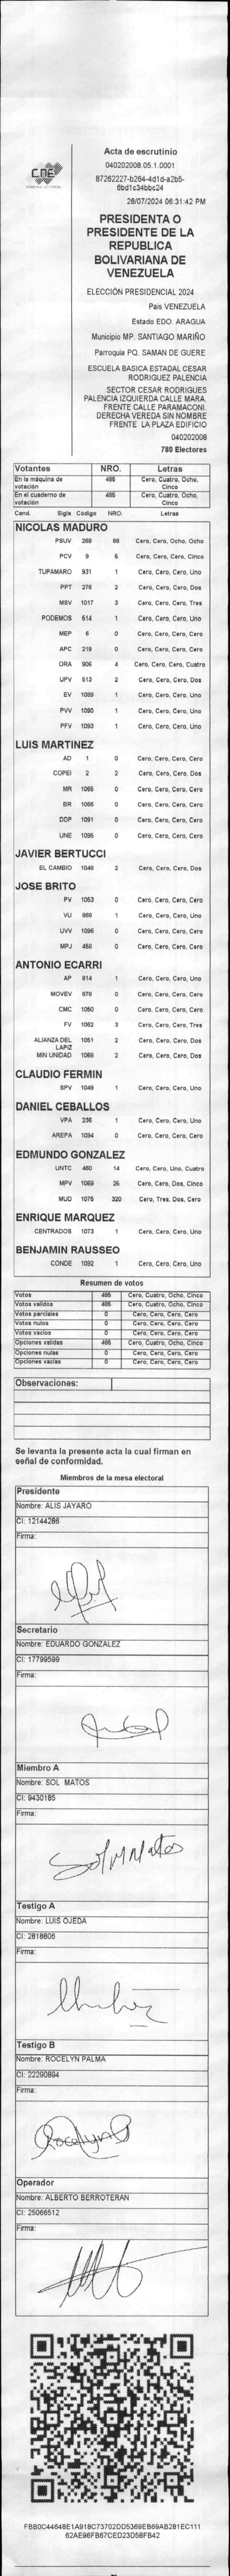 CNE
Acta de escrutinio
040202008.05.1.0001
87262227-b264-4d1d-a2b5-
6bd1c34bbc24
28/07/2024 06:31:42 PM
PRESIDENTA O
PRESIDENTE DE LA
REPUBLICA
BOLIVARIANA DE
VENEZUELA
ELECCIÓN PRESIDENCIAL 2024
Pais VENEZUELA
Estado EDO. ARAGUA
Municipio MP. SANTIAGO MARIÑO
Parroquia PQ. SAMAN DE GUERE
ESCUELA BASICA ESTADAL CESAR
RODRIGUEZ PALENCIA
SECTOR CESAR RODRIGUES
PALENCIA IZQUIERDA CALLE MARA.
FRENTE CALLE PARAMACONI.
DERECHA VEREDA SIN NOMBRE
FRENTE LA PLAZA EDIFICIO
040202008
780 Electores
Votantes NRO. Letras
En la máquina de votación 485 Cero, Cuatro, Ocho, Cinco
En el cuaderno de votación 485 Cero, Cuatro, Ocho, Cinco
Cand. Sigla Codigo NRO. Letras
NICOLAS MADURO
PSUV 269 88 Cero, Cero, Ocho, Ocho
PCV 9 5 Cero, Cero, Cero, Cinco
TUPAMARO 931 1 Cero, Cero, Cero, Uno
PPT 276 2 Cero, Cero, Cero, Dos
MSV 1017 3 Cero, Cero, Cero, Tres
PODEMOS 514 1 Cero, Cero, Cero, Uno
MEP 6 0 Cero, Cero, Cero, Cero
APC 219 0 Cero, Cero, Cero, Cero
ORA 906 4 Cero, Cero, Cero, Cuatro
UPV 513 2 Cero, Cero, Cero, Dos
EV 1089 1 Cero, Cero, Cero, Uno
PVV 1090 1 Cero, Cero, Cero, Uno
PFV 1093 1 Cero, Cero, Cero, Uno
LUIS MARTINEZ
AD 1 0 Cero, Cero, Cero, Cero
COPEI 2 2 Cero, Cero, Cero, Dos
MR 1065 0 Cero, Cero, Cero, Cero
BR 1066 0 Cero, Cero, Cero, Cero
DDP 1091 0 Cero, Cero, Cero, Cero
UNE 1095 0 Cero, Cero, Cero, Cero
JAVIER BERTUCCI
EL CAMBIO 1046 2 Cero, Cero, Cero, Dos
JOSE BRITO
PV 1053 0 Cero, Cero, Cero, Cero
VU 868 1 Cero, Cero, Cero, Uno
UVV 1096 0 Cero, Cero, Cero, Cero
MPJ 458 0 Cero, Cero, Cero, Cero
ANTONIO ECARRI
AP 814 1 Cero, Cero, Cero, Uno
MOVEV 878 0 Cero, Cero, Cero, Cero
CMC 1050 0 Cero, Cero, Cero, Cero
FV 1062 3 Cero, Cero, Cero, Tres
ALIANZA DEL LAPIZ 1051 2 Cero, Cero, Cero, Dos
MIN UNIDAD 1068 2 Cero, Cero, Cero, Dos
CLAUDIO FERMIN
SPV 1049 1 Cero, Cero, Cero, Uno
DANIEL CEBALLOS
VPA 236 1 Cero, Cero, Cero, Uno
AREPA 1094 0 Cero, Cero, Cero, Cero
EDMUNDO GONZALEZ
UNTC 460 14 Cero, Cero, Uno, Cuatro
MPV 1069 25 Cero, Cero, Dos, Cinco
MUD 1075 320 Cero, Tres, Dos, Cero
ENRIQUE MARQUEZ
CENTRADOS 1073 1 Cero, Cero, Cero, Uno
BENJAMIN RAUSSEO
CONDE 1092 1 Cero, Cero, Cero, Uno
Resumen de votos
Votos 485 Cero, Cuatro, Ocho, Cinco
Votos validos 485 Cero, Cuatro, Ocho, Cinco
Votos parciales 0 Cero, Cero, Cero, Cero
Votos nulos 0 Cero, Cero, Cero, Cero
Votos vacios 0 Cero, Cero, Cero, Cero
Opciones validas 485 Cero, Cuatro, Ocho, Cinco
Opciones nulas 0 Cero, Cero, Cero, Cero
Opciones vacias 0 Cero, Cero, Cero, Cero
Observaciones:
Se levanta la presente acta la cual firman en
señal de conformidad.
Miembros de la mesa electoral
Presidente
Nombre: ALIS JAYARO
CI: 12144286
Firma:
Secretario
Nombre: EDUARDO GONZALEZ
CI: 17799599
Firma:
Miembro A
Nombre: SOL MATOS
CI: 9430185
Firma:
Sol M Matos
Testigo A
Nombre: LUIS OJEDA
CI: 2818806
Firma:
Testigo B
Nombre: ROCELYN PALMA
CI: 22290894
Firma:
Rocelyn
Operador
Nombre: ALBERTO BERROTERAN
CI: 25066512
Firma:
FBB0C44648E1A918C73702DD5369EB69AB281EC111
62AE96FB67CED23D58FB42